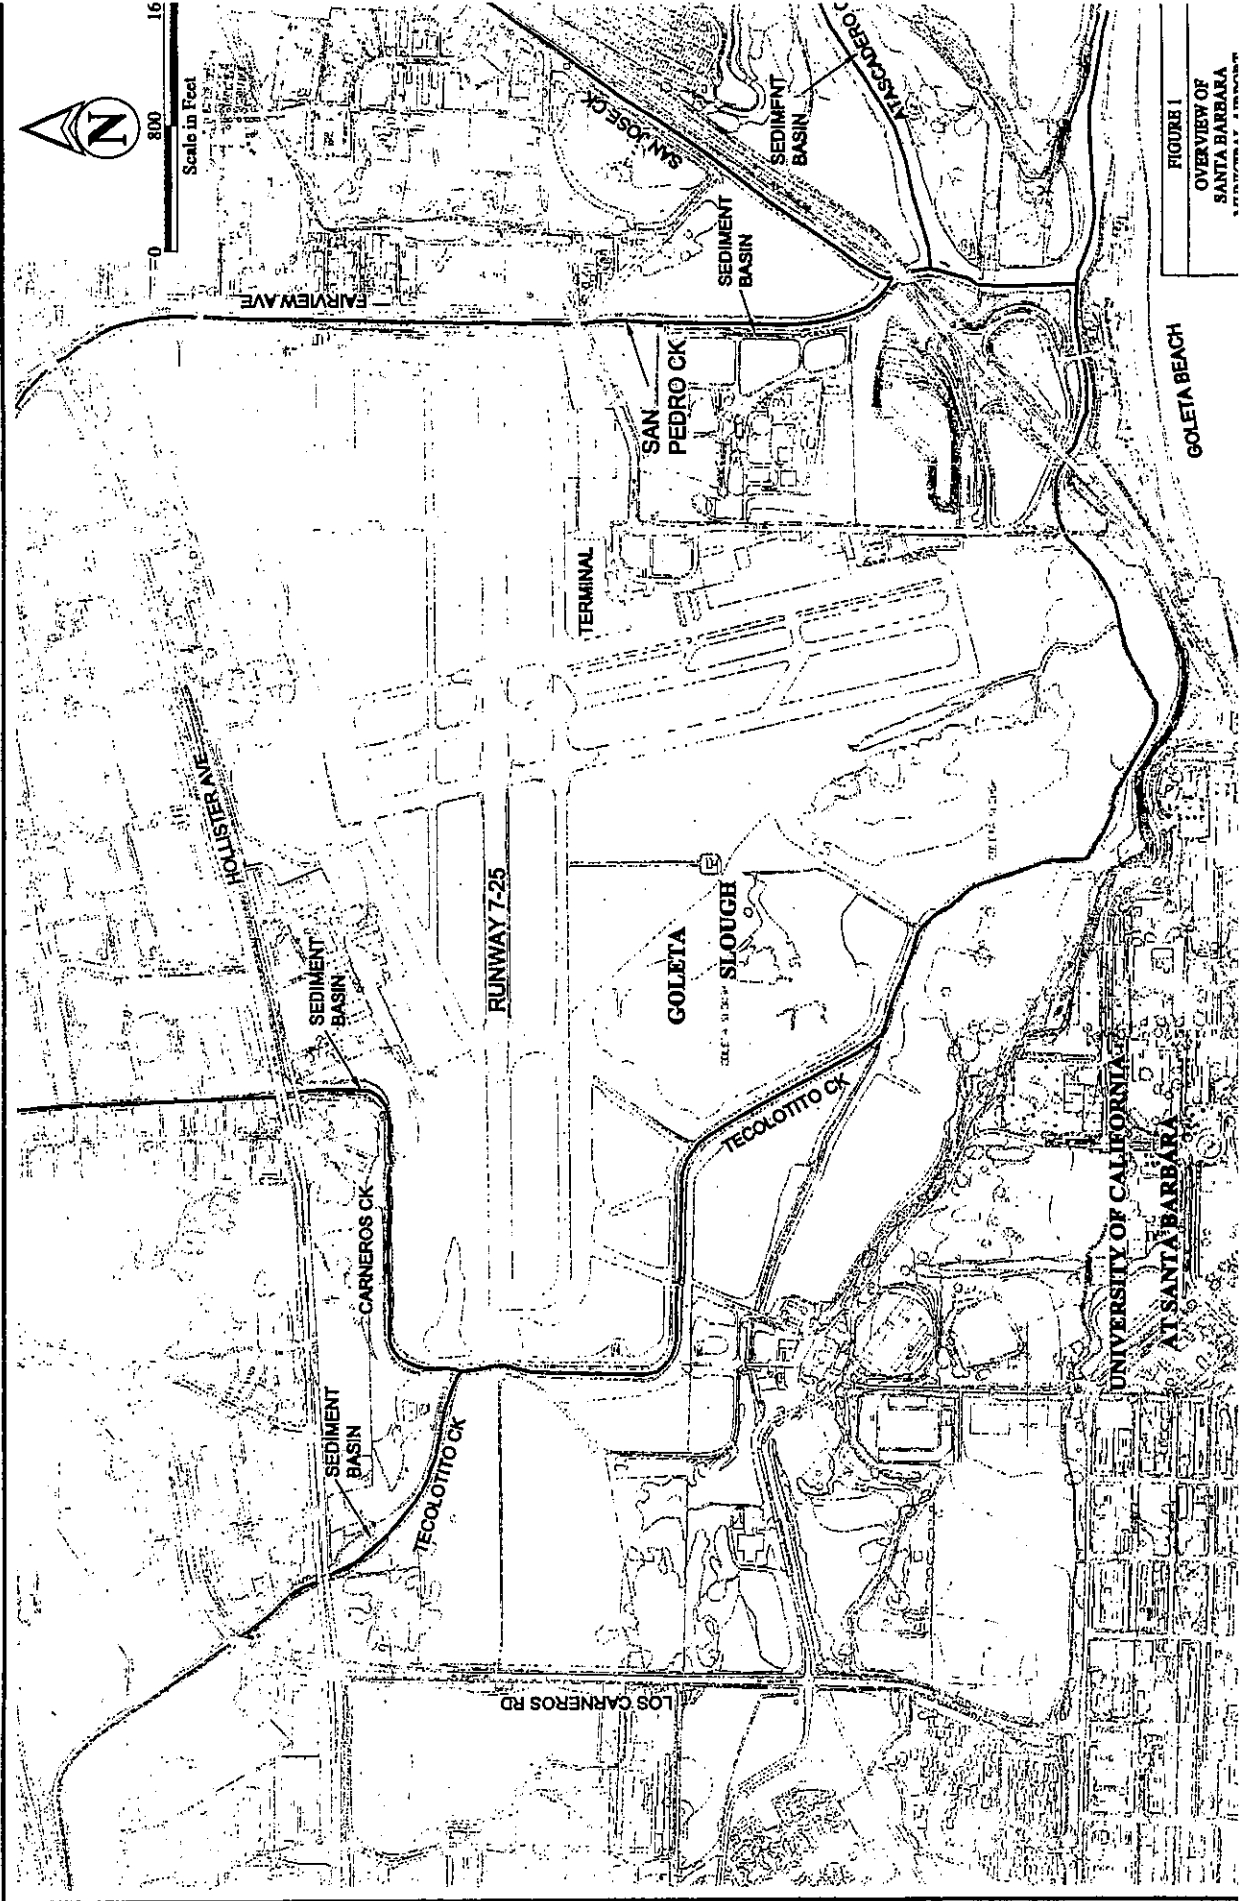 N
0 800 16
Scale in Feet
FAIRVIEW AVE
SAN JOSE CK
SEDIMENT
BASIN
ATASCADERO C
SEDIMENT
BASIN
SAN
PEDRO CK
TERMINAL
HOLLISTER AVE
RUNWAY 7-25
SEDIMENT
BASIN
CARNEROS CK
SEDIMENT
BASIN
TECOLOTITO CK
GOLETA
SLOUGH
TECOLOTITO CK
LOS CARNEROS RD
UNIVERSITY OF CALIFORNIA
AT SANTA BARBARA
GOLETA BEACH
FIGURE 1
OVERVIEW OF
SANTA BARBARA